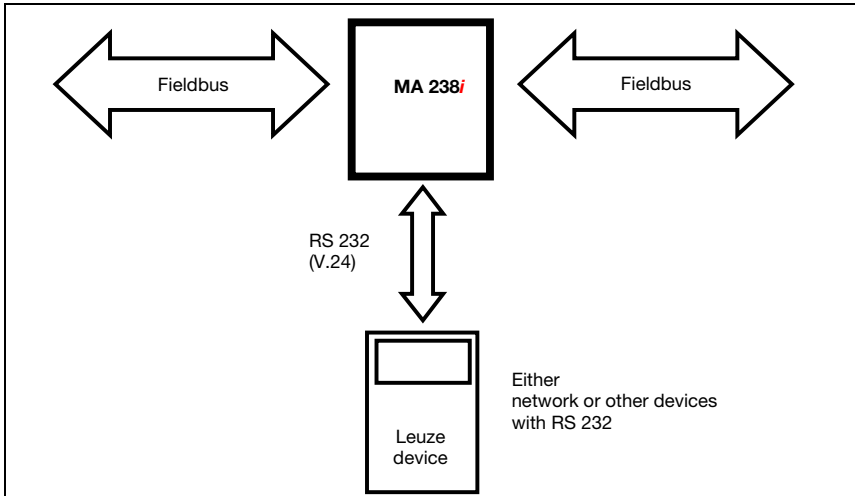 Fieldbus
MA 238i
Fieldbus
RS 232
(V.24)
Either
network or other devices
with RS 232
Leuze
device